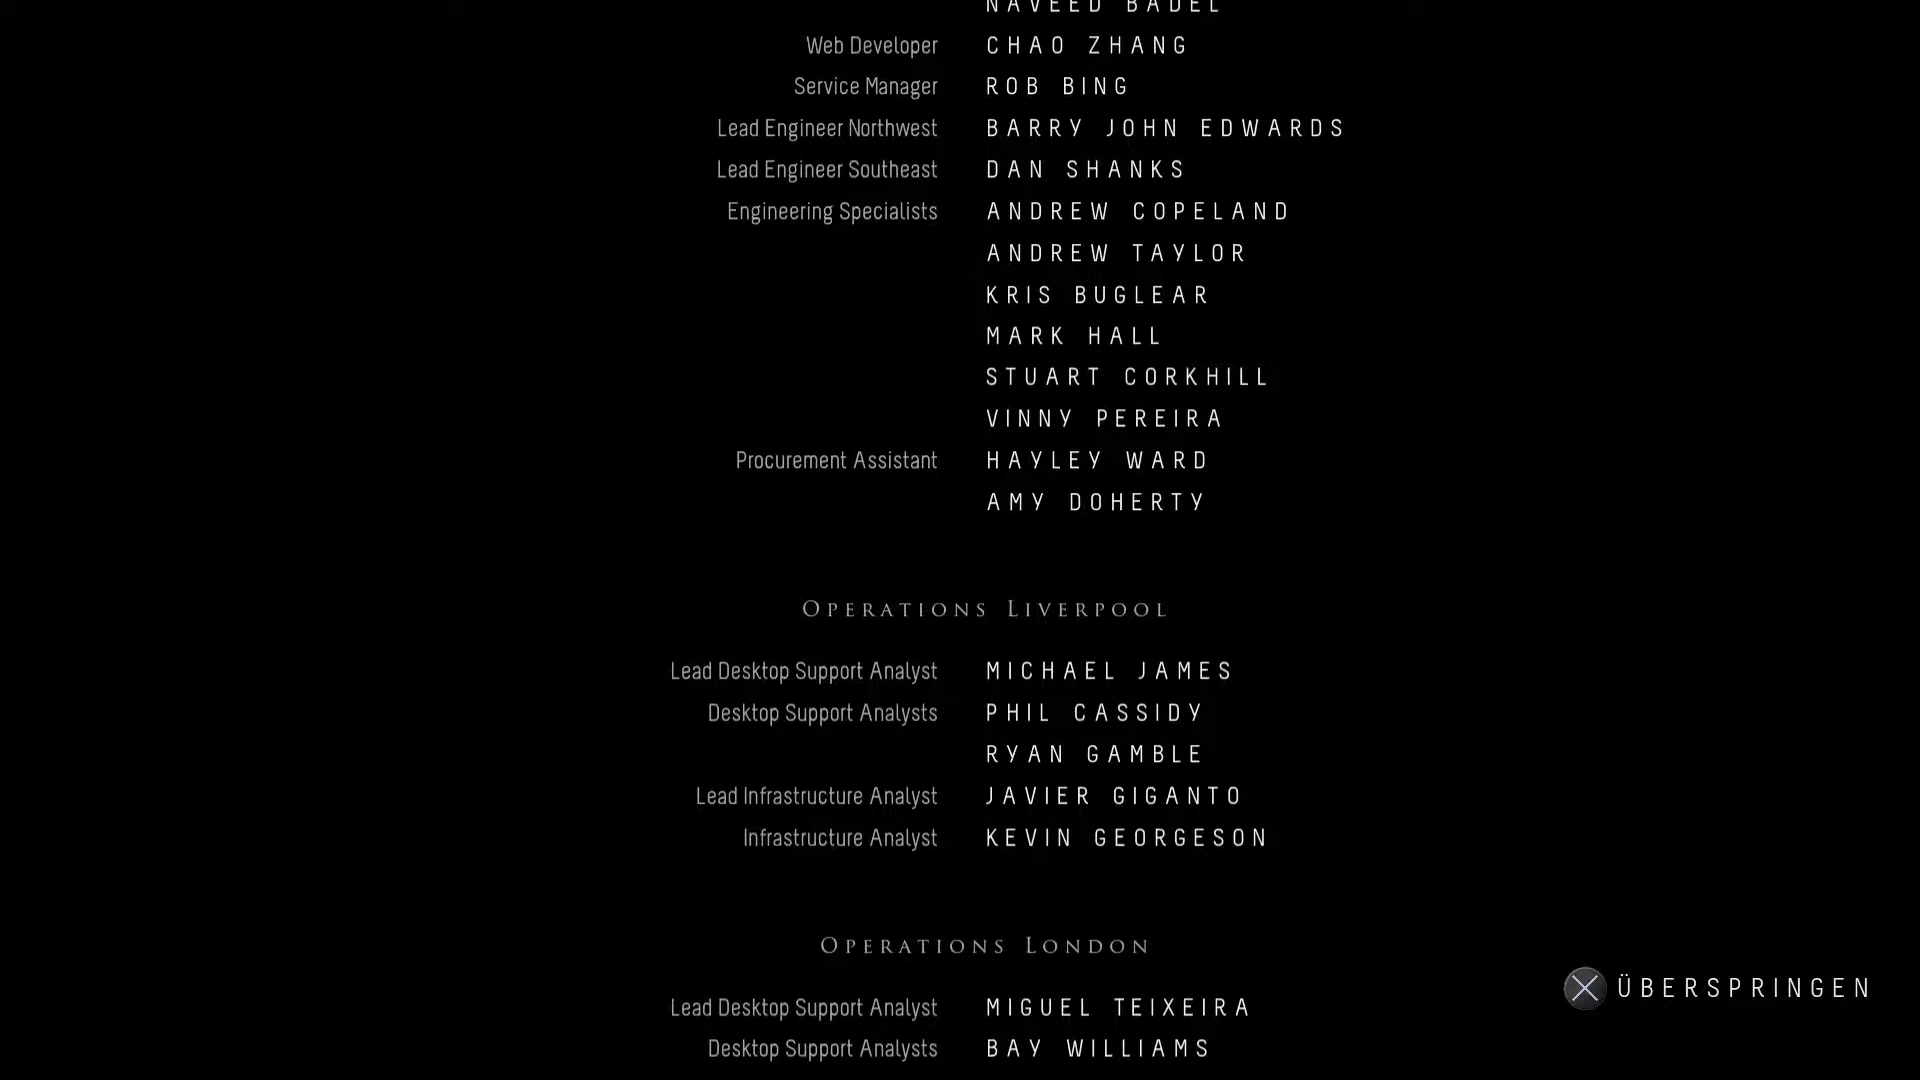 NAVEED BADEL
Web Developer CHAO ZHANG
Service Manager ROB BING
Lead Engineer Northwest BARRY JOHN EDWARDS
Lead Engineer Southeast DAN SHANKS
Engineering Specialists ANDREW COPELAND
ANDREW TAYLOR
KRIS BUGLEAR
MARK HALL
STUART CORKHILL
VINNY PEREIRA
Procurement Assistant HAYLEY WARD
AMY DOHERTY
OPERATIONS LIVERPOOL
Lead Desktop Support Analyst MICHAEL JAMES
Desktop Support Analysts PHIL CASSIDY
RYAN GAMBLE
Lead Infrastructure Analyst JAVIER GIGANTO
Infrastructure Analyst KEVIN GEORGESON
OPERATIONS LONDON
Lead Desktop Support Analyst MIGUEL TEIXEIRA
Desktop Support Analysts BAY WILLIAMS
ÜBERSPRINGEN